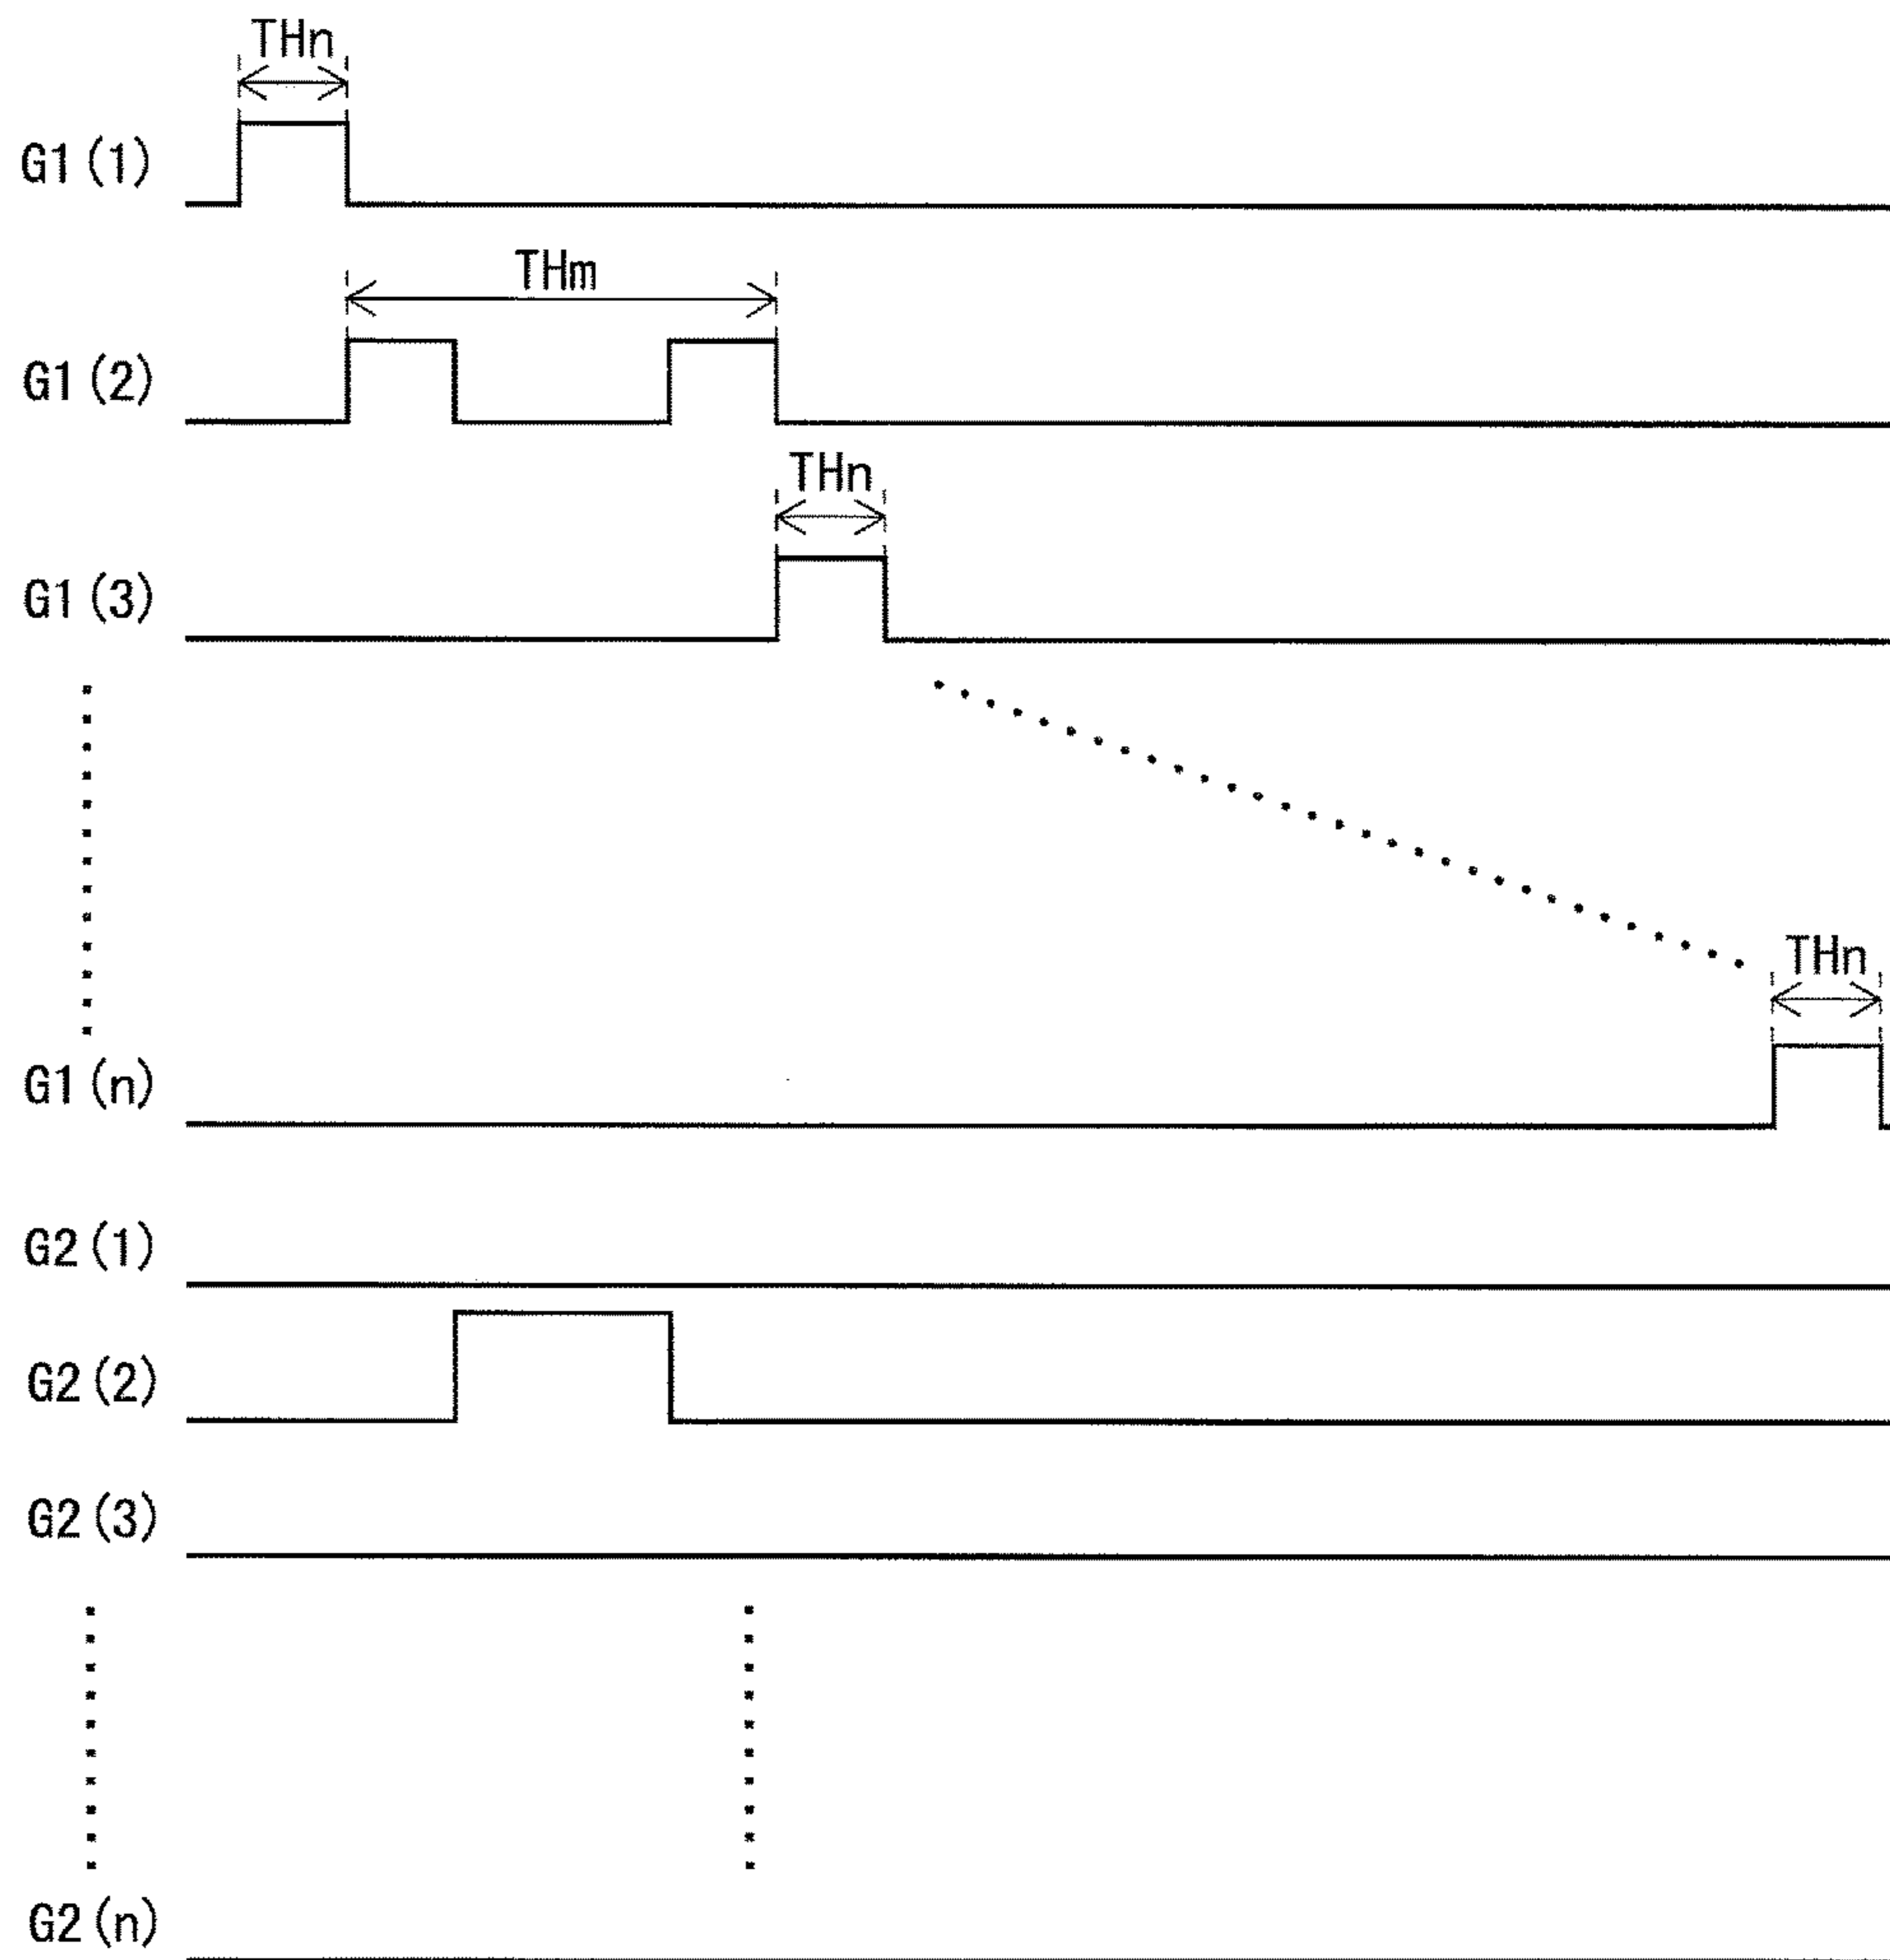 THn
G1(1)
THm
G1(2)
THn
G1(3)
THn
G1(n)
G2(1)
G2(2)
G2(3)
G2(n)